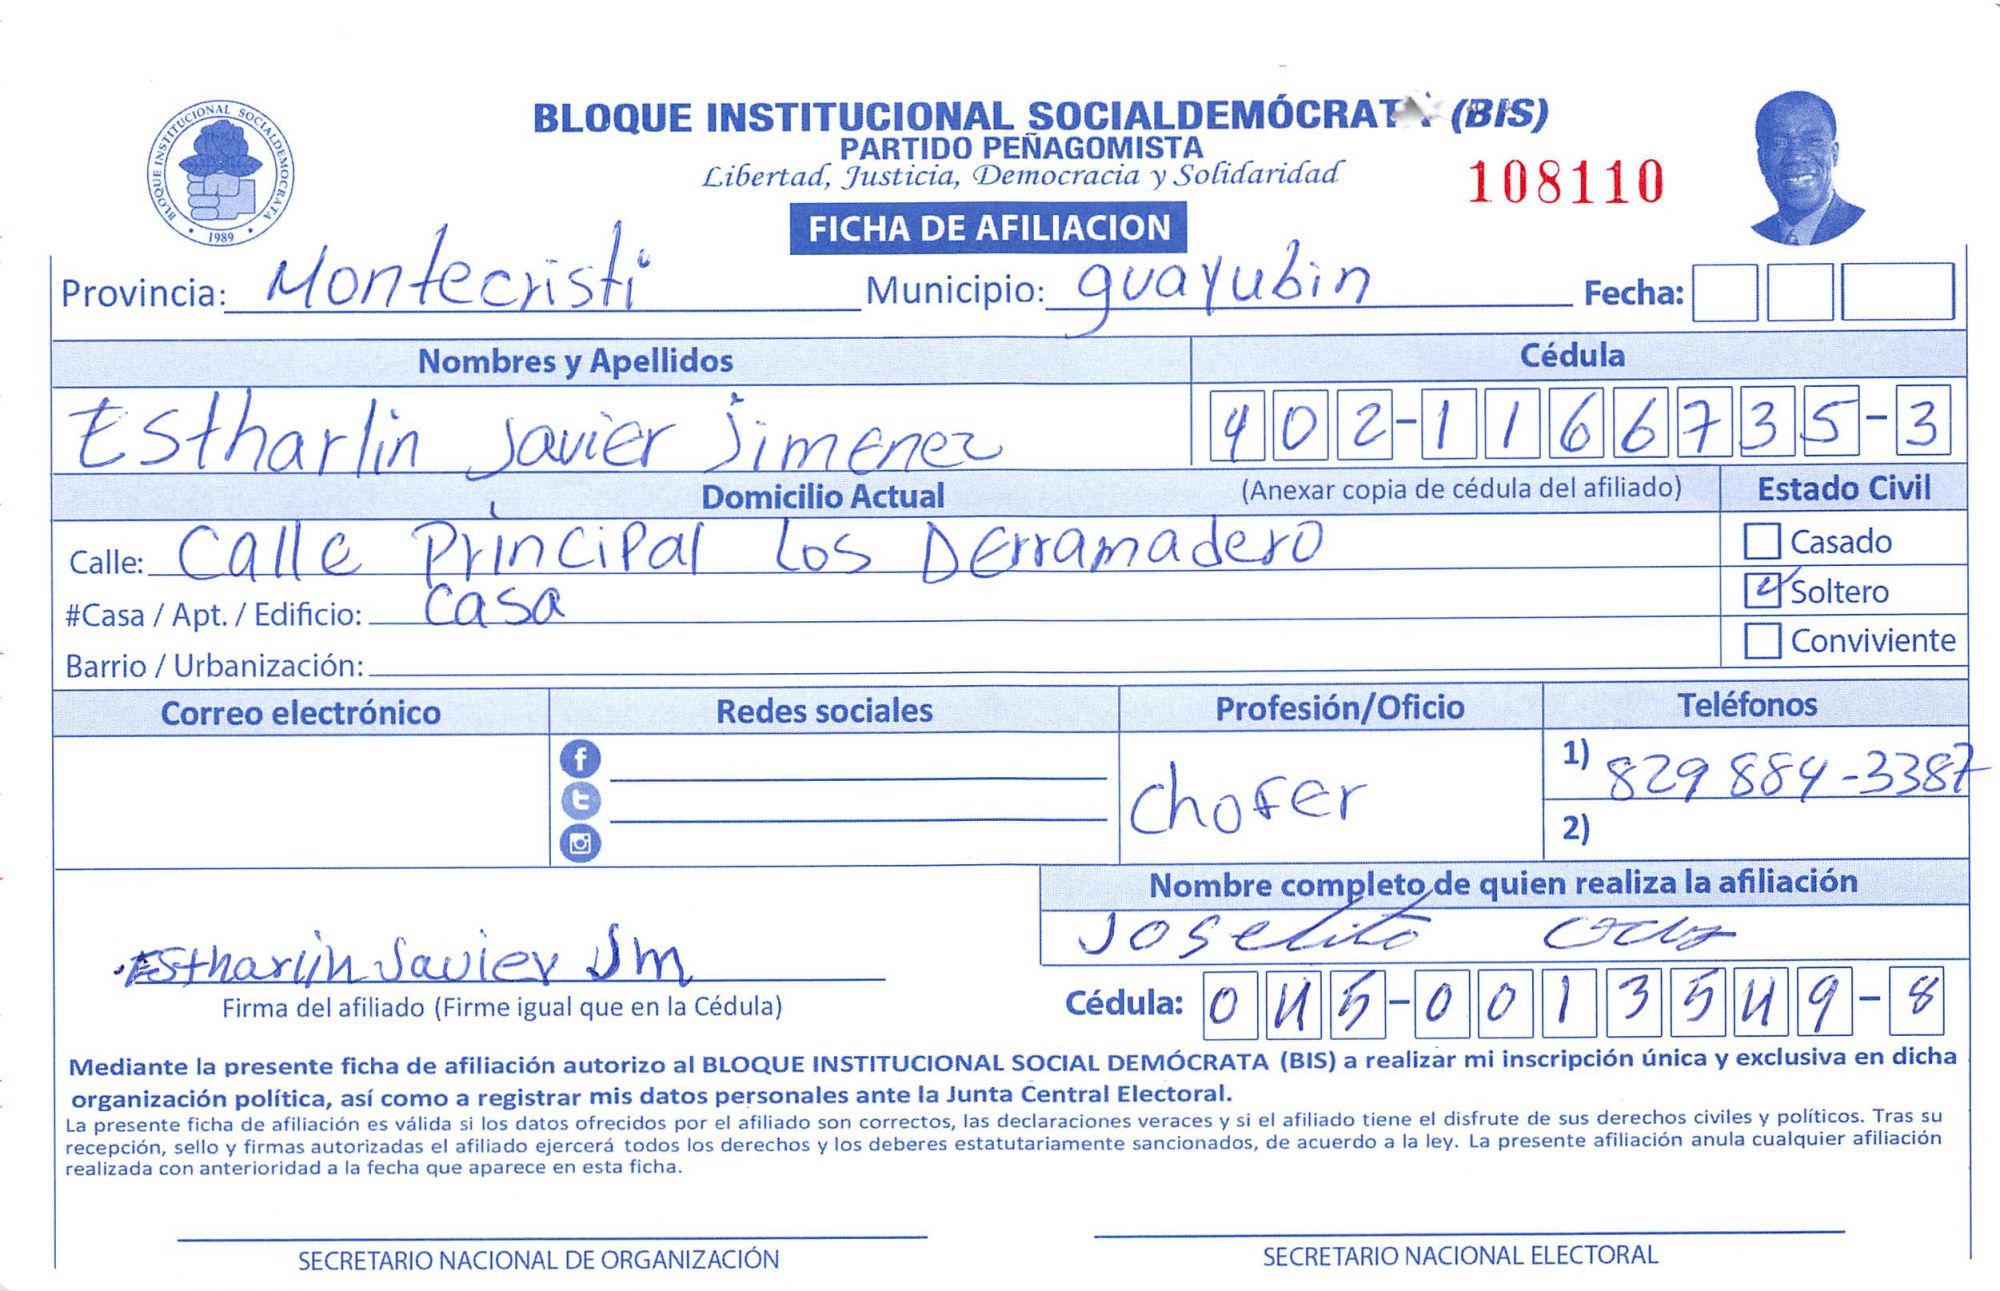 BLOQUE INSTITUCIONAL SOCIALDEMOCRATA
1989
BLOQUE INSTITUCIONAL SOCIALDEMÓCRAT (BIS)
PARTIDO PEÑAGOMISTA
Libertad, Justicia, Democracia y Solidaridad
108110
FICHA DE AFILIACION
Provincia: Montecristi Municipio: guayubin Fecha:
Nombres y Apellidos Cédula
Estharlin Javier Jimenez 402-1166735-3
Domicilio Actual (Anexar copia de cédula del afiliado) Estado Civil
Calle: Calle Principal Los Derramadero Casado
#Casa / Apt. / Edificio: Casa Soltero
Barrio / Urbanización: Conviviente
Correo electrónico Redes sociales Profesión/Oficio Teléfonos
f
t
chofer
1) 829 884-3387
2)
Nombre completo de quien realiza la afiliación
Joselito
Estharlin Javier Jm
Firma del afiliado (Firme igual que en la Cédula)
Cédula: 045-0013549-8
Mediante la presente ficha de afiliación autorizo al BLOQUE INSTITUCIONAL SOCIAL DEMÓCRATA (BIS) a realizar mi inscripción única y exclusiva en dicha
organización política, así como a registrar mis datos personales ante la Junta Central Electoral.
La presente ficha de afiliación es válida si los datos ofrecidos por el afiliado son correctos, las declaraciones veraces y si el afiliado tiene el disfrute de sus derechos civiles y políticos. Tras su
recepción, sello y firmas autorizadas el afiliado ejercerá todos los derechos y los deberes estatutariamente sancionados, de acuerdo a la ley. La presente afiliación anula cualquier afiliación
realizada con anterioridad a la fecha que aparece en esta ficha.
SECRETARIO NACIONAL DE ORGANIZACIÓN SECRETARIO NACIONAL ELECTORAL